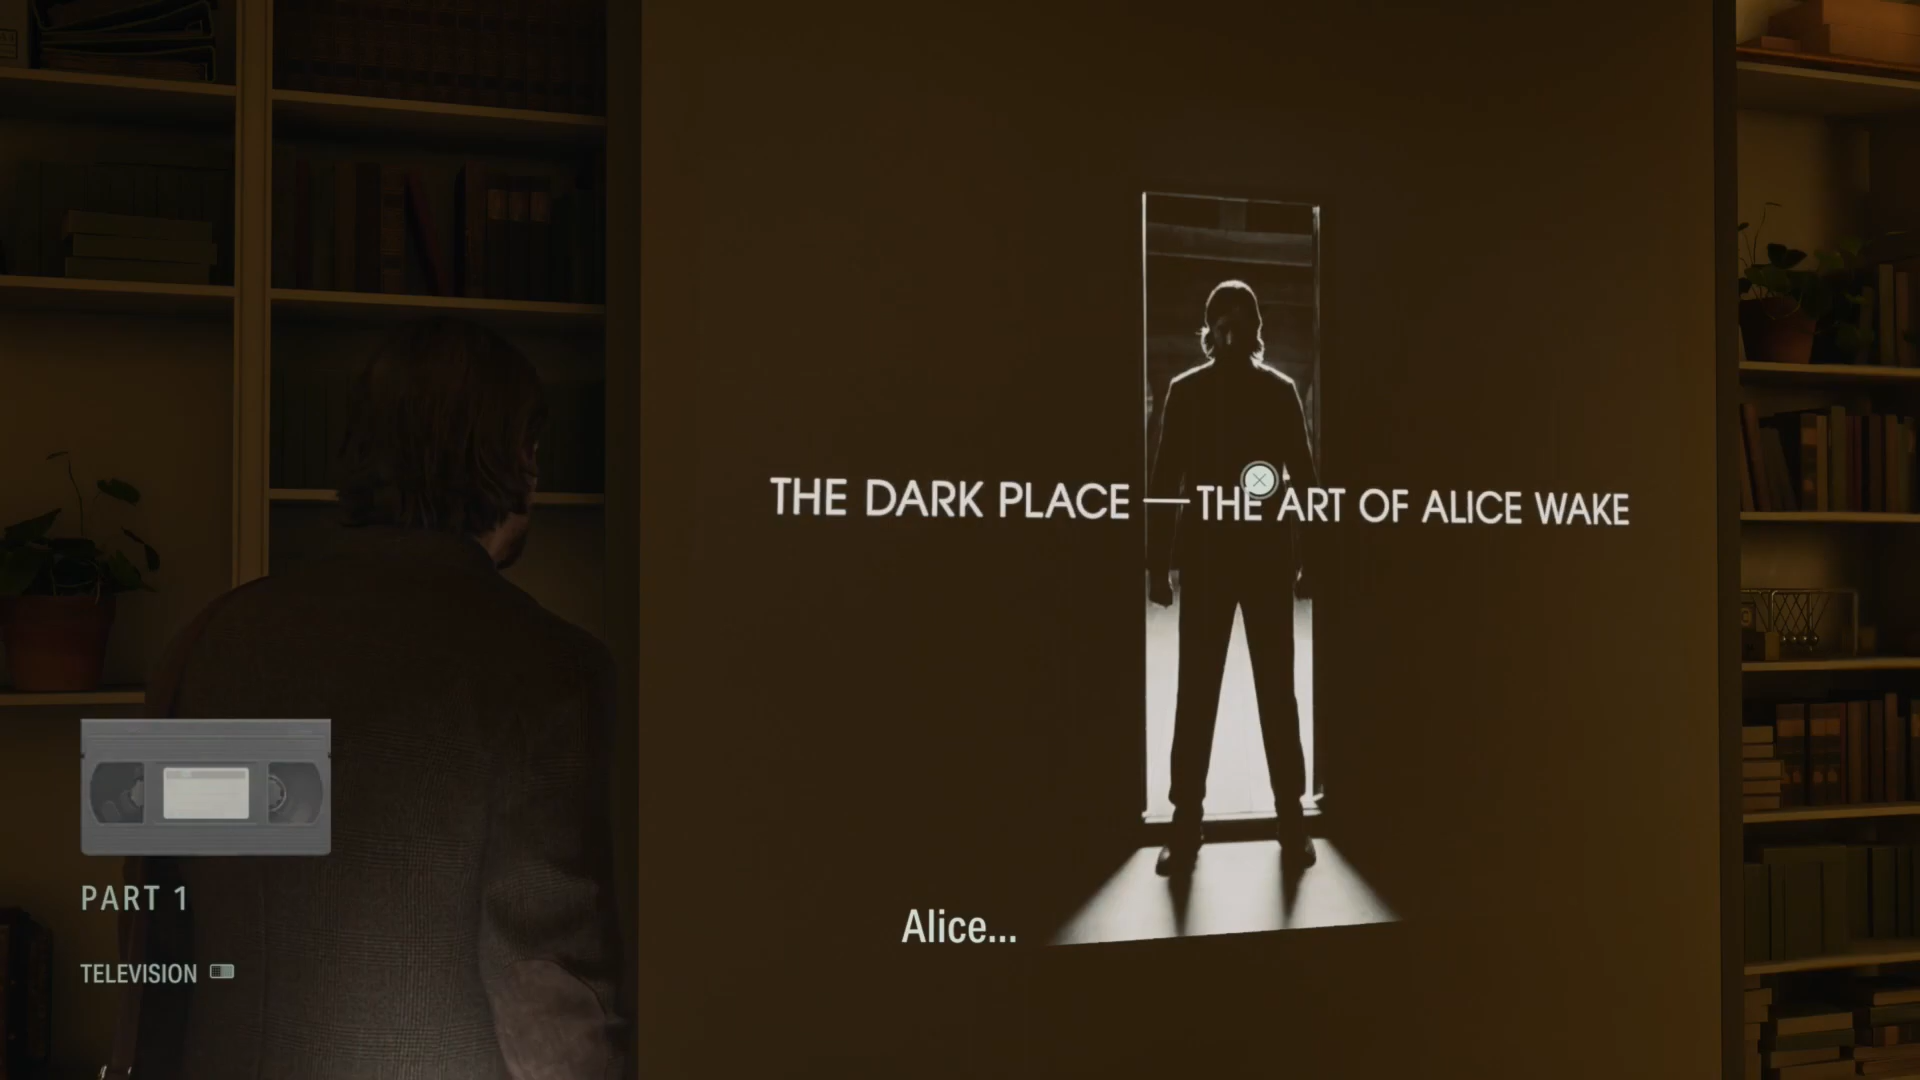 THE DARK PLACE — THE ART OF ALICE WAKE
PART 1
Alice...
TELEVISION